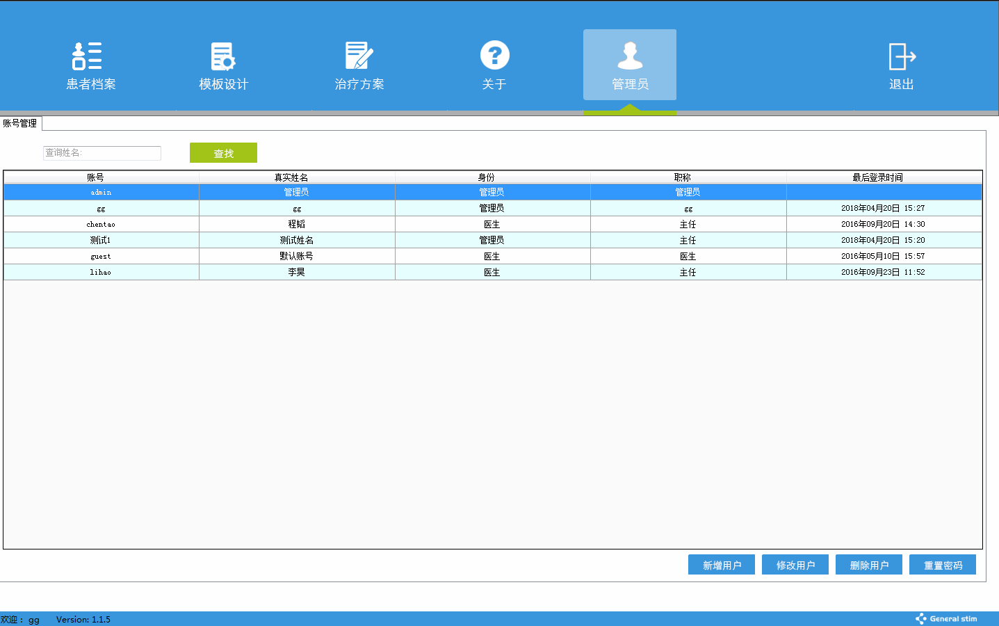 患者档案 模板设计 治疗方案 关于 管理员 退出
账号管理
查询姓名: 查找
账号 真实姓名 身份 职称 最后登录时间
admin 管理员 管理员 管理员
gg gg 管理员 gg 2018年04月20日 15:27
chentao 程韬 医生 主任 2016年09月20日 14:30
测试1 测试姓名 管理员 主任 2018年04月20日 15:20
guest 默认账号 医生 医生 2016年05月10日 15:57
lihao 李昊 医生 主任 2016年09月23日 11:52
新增用户 修改用户 删除用户 重置密码
欢迎： gg Version: 1.1.5 General stim